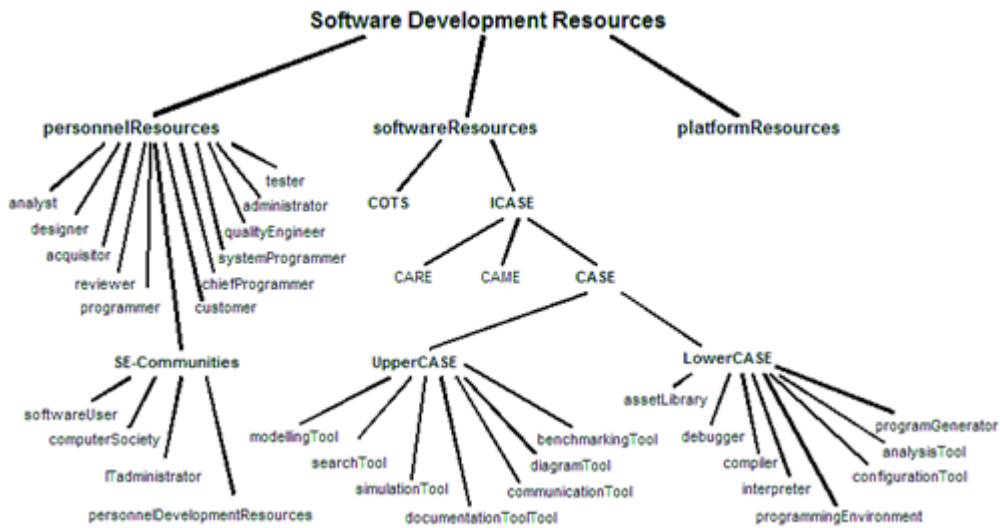 Software Development Resources
personnelResources
softwareResources
platformResources
tester
analyst
administrator
designer
qualityEngineer
acquisitor
systemProgrammer
reviewer
chiefProgrammer
programmer
customer
COTS
ICASE
CARE
CAME
CASE
SE-Communities
UpperCASE
LowerCASE
softwareUser
computerSociety
ITadministrator
personnelDevelopmentResources
modellingTool
searchTool
simulationTool
documentationToolTool
communicationTool
diagramTool
benchmarkingTool
assetLibrary
debugger
compiler
interpreter
programmingEnvironment
configurationTool
analysisTool
programGenerator